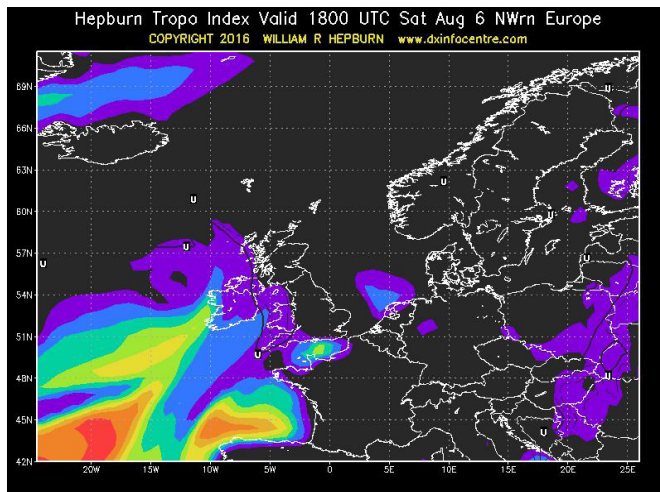 Hepburn Tropo Index Valid 1800 UTC Sat Aug 6 NWrn Europe
COPYRIGHT 2016 WILLIAM R HEPBURN www.dxinfocentre.com
69N
U
66N
63N
U
U
60N
U
57N
U
U
U
54N
51N
U
48N
U
45N
U
42N
20W 15W 10W 5W 0 5E 10E 15E 20E 25E